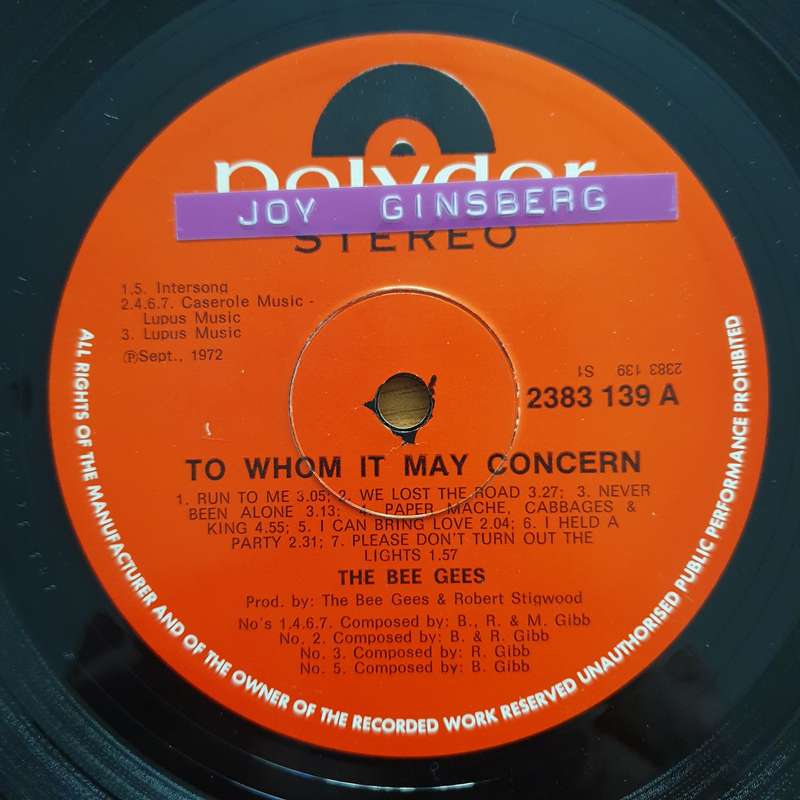 polydor
JOY GINSBERG
STEREO
1.5. Intersong
2.4.6.7. Caserole Music -
Lupus Music
3. Lupus Music
ⓅSept., 1972
2383 139 S1
2383 139 A
TO WHOM IT MAY CONCERN
1. RUN TO ME 3.05; 2. WE LOST THE ROAD 3.27; 3. NEVER
BEEN ALONE 3.13; 4. PAPER MACHE, CABBAGES &
KING 4.55; 5. I CAN BRING LOVE 2.04; 6. I HELD A
PARTY 2.31; 7. PLEASE DON'T TURN OUT THE
LIGHTS 1.57
THE BEE GEES
Prod. by: The Bee Gees & Robert Stigwood
No's 1.4.6.7. Composed by: B., R. & M. Gibb
No. 2. Composed by: B. & R. Gibb
No. 3. Composed by: R. Gibb
No. 5. Composed by: B. Gibb
ALL RIGHTS OF THE MANUFACTURER AND OF THE OWNER OF THE RECORDED WORK RESERVED UNAUTHORISED PUBLIC PERFORMANCE PROHIBITED